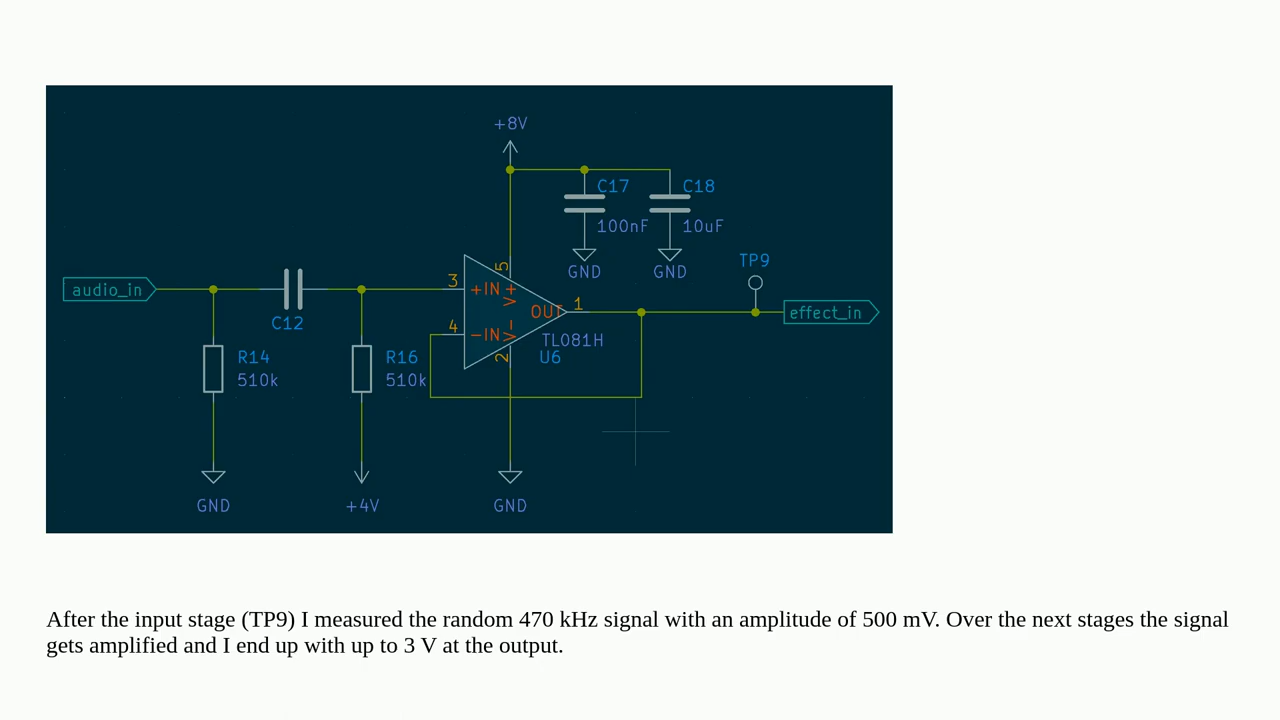 +8V
C17
C18
100nF
10uF
GND
GND
TP9
audio_in
C12
3
+IN
5
V+
OUT
1
effect_in
4
-IN
V-
2
TL081H
U6
R14
510k
R16
510k
GND
+4V
GND
After the input stage (TP9) I measured the random 470 kHz signal with an amplitude of 500 mV. Over the next stages the signal
gets amplified and I end up with up to 3 V at the output.